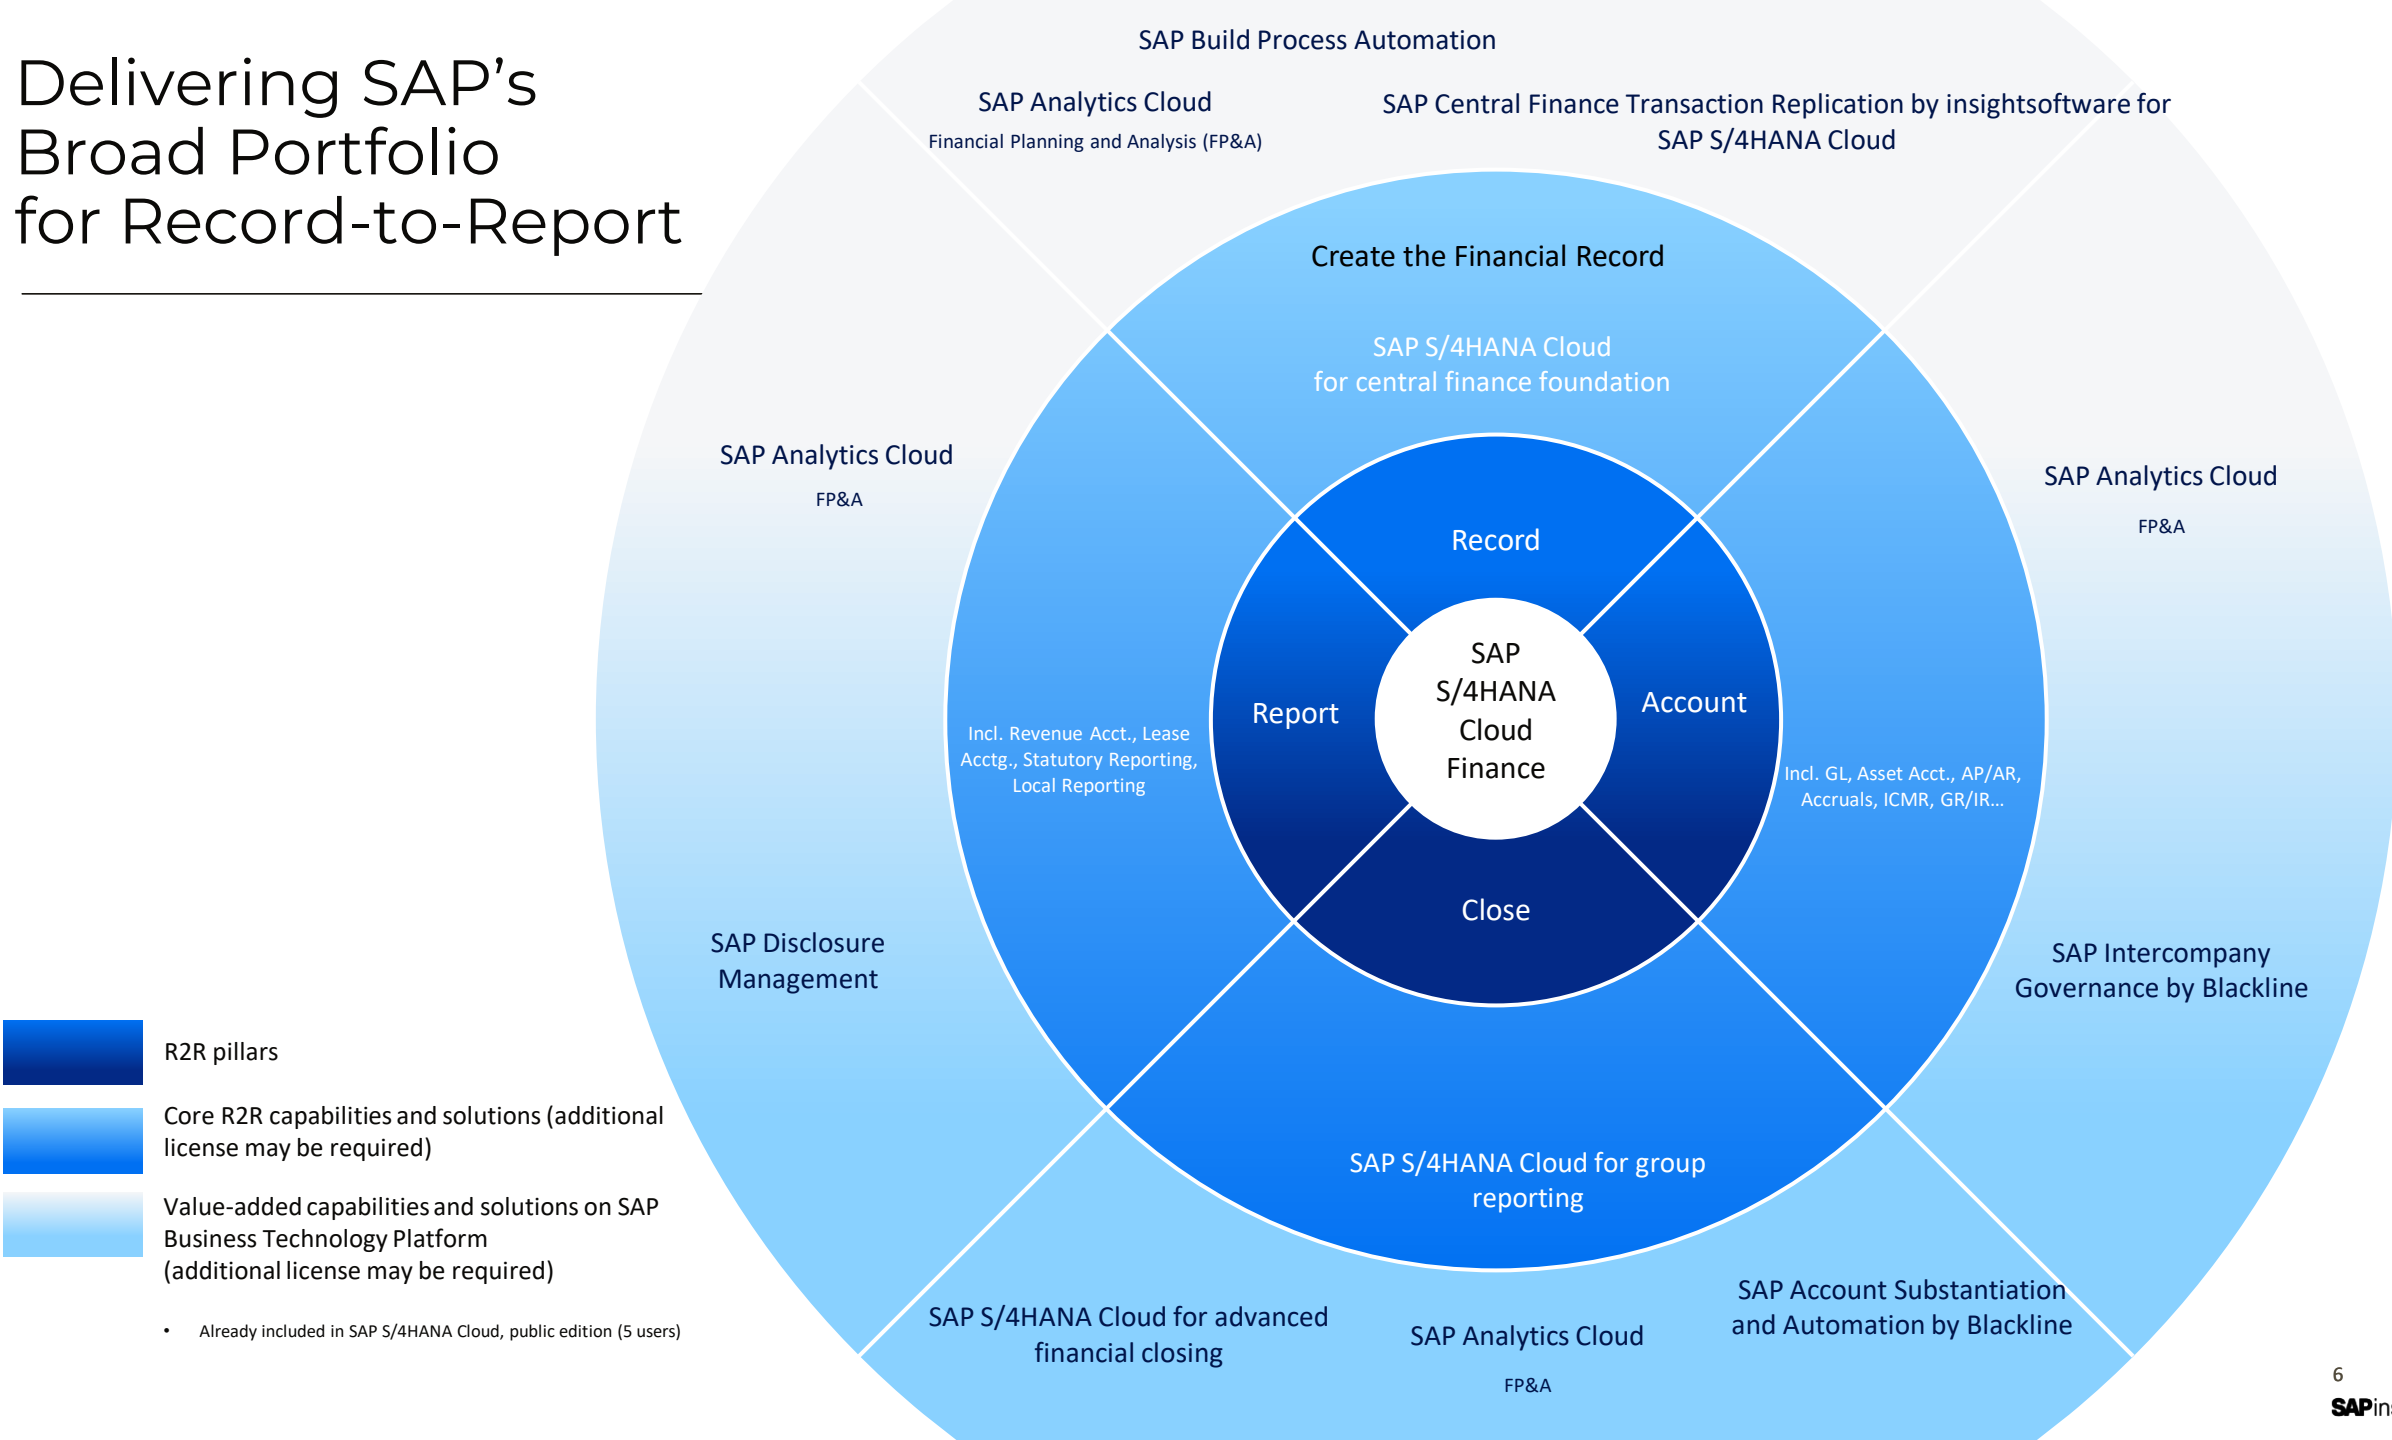 Delivering SAP’s
Broad Portfolio
for Record-to-Report
SAP Build Process Automation
SAP Analytics Cloud
Financial Planning and Analysis (FP&A)
SAP Central Finance Transaction Replication by insightsoftware for
SAP S/4HANA Cloud
Create the Financial Record
SAP S/4HANA Cloud
for central finance foundation
SAP Analytics Cloud
FP&A
SAP Analytics Cloud
FP&A
Record
Report
SAP
S/4HANA
Cloud
Finance
Account
Close
Incl. Revenue Acct., Lease
Acctg., Statutory Reporting,
Local Reporting
Incl. GL, Asset Acct., AP/AR,
Accruals, ICMR, GR/IR…
SAP Disclosure
Management
SAP Intercompany
Governance by Blackline
SAP S/4HANA Cloud for group
reporting
SAP S/4HANA Cloud for advanced
financial closing
SAP Analytics Cloud
FP&A
SAP Account Substantiation
and Automation by Blackline
R2R pillars
Core R2R capabilities and solutions (additional
license may be required)
Value-added capabilities and solutions on SAP
Business Technology Platform
(additional license may be required)
• Already included in SAP S/4HANA Cloud, public edition (5 users)
6
SAPin